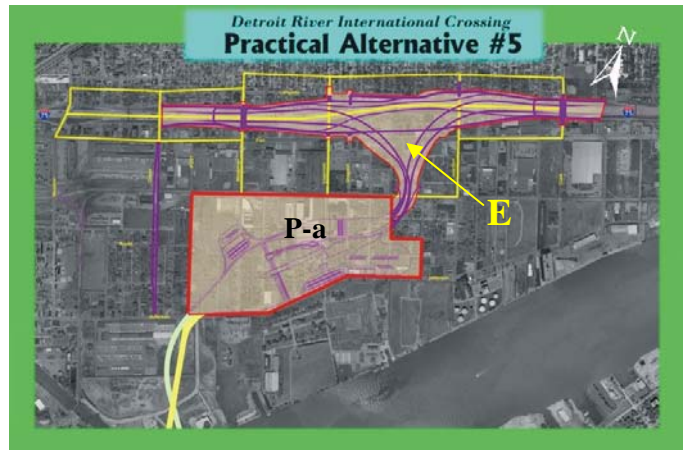 Detroit River International Crossing
Practical Alternative #5
N
E
P-a